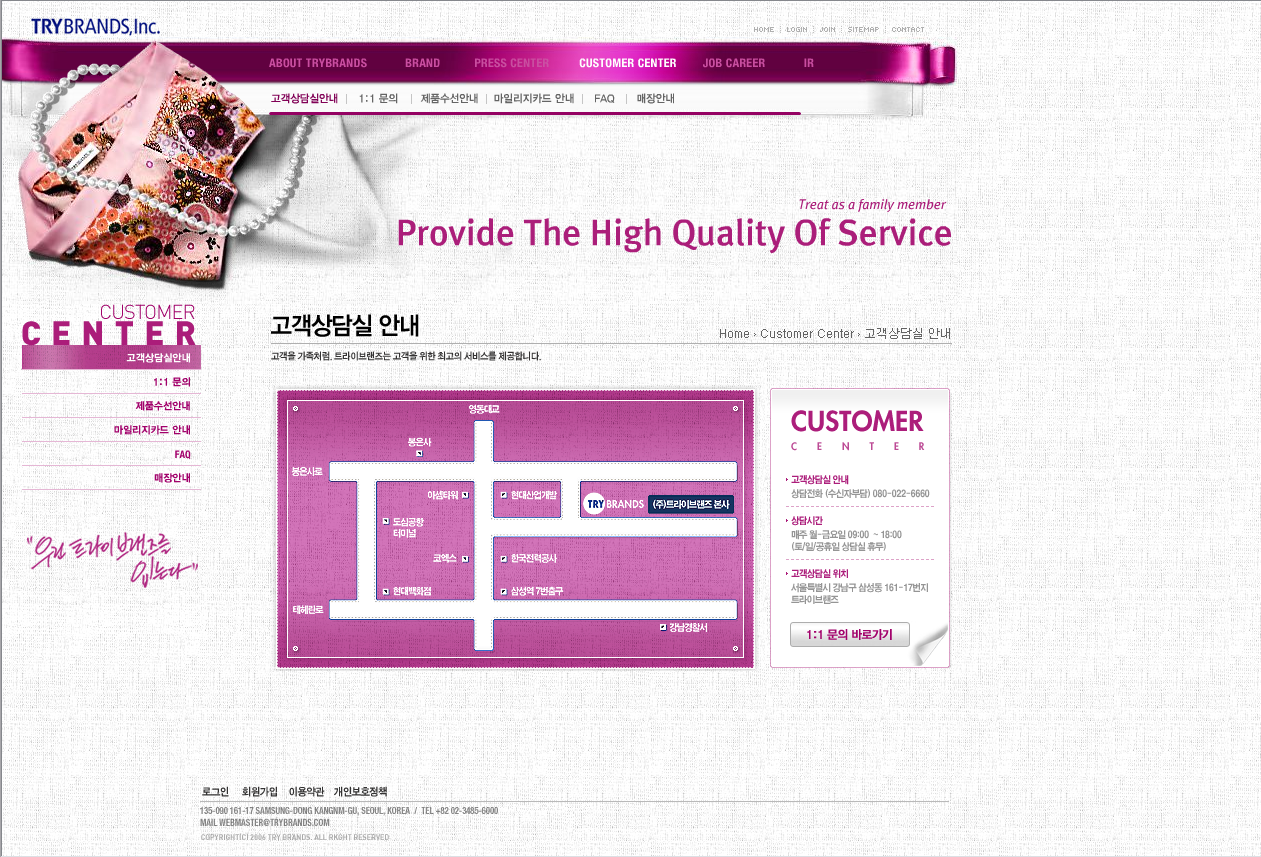 TRYBRANDS,Inc.
HOME LOGIN JOIN SITEMAP CONTACT
ABOUT TRYBRANDS BRAND PRESS CENTER CUSTOMER CENTER JOB CAREER IR
고객상담실안내 1:1 문의 제품수선안내 마일리지카드 안내 FAQ 매장안내
Treat as a family member
Provide The High Quality Of Service
CUSTOMER
CENTER
고객상담실안내
1:1 문의
제품수선안내
마일리지카드 안내
FAQ
매장안내
"우린 트라이브랜즈를
입는다"
고객상담실 안내
Home › Customer Center › 고객상담실 안내
고객을 가족처럼, 트라이브랜즈는 고객을 위한 최고의 서비스를 제공합니다.
영동대교
봉은사
봉은사로
아셈타워
현대산업개발
TRYBRANDS (주)트라이브랜즈 본사
도심공항
터미널
코엑스
한국전력공사
현대백화점
삼성역 7번출구
테헤란로
강남경찰서
CUSTOMER
CENTER
고객상담실 안내
상담전화 (수신자부담) 080-022-6660
상담시간
매주 월-금요일 09:00 ~ 18:00
(토/일/공휴일 상담실 휴무)
고객상담실 위치
서울특별시 강남구 삼성동 161-17번지
트라이브랜즈
1:1 문의 바로가기
로그인 회원가입 이용약관 개인보호정책
135-090 161-17 SAMSUNG-DONG KANGNM-GU, SEOUL, KOREA / TEL +82 02-3485-6000
MAIL WEBMASTER@TRYBRANDS.COM
COPYRIGHT(C) 2006 TRY BRANDS. ALL RIGHT RESERVED